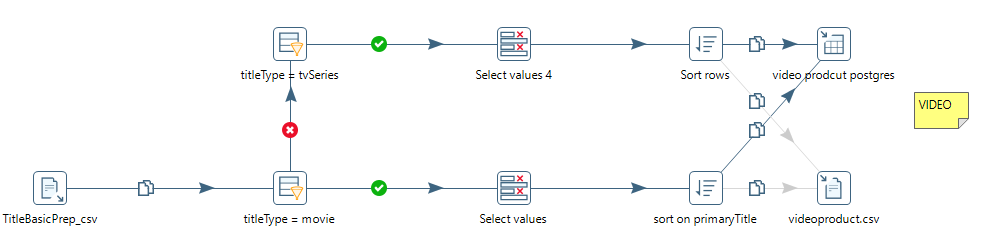 titleType = tvSeries
Select values 4
Sort rows
video prodcut postgres
VIDEO
TitleBasicPrep_csv
titleType = movie
Select values
sort on primaryTitle
videoproduct.csv